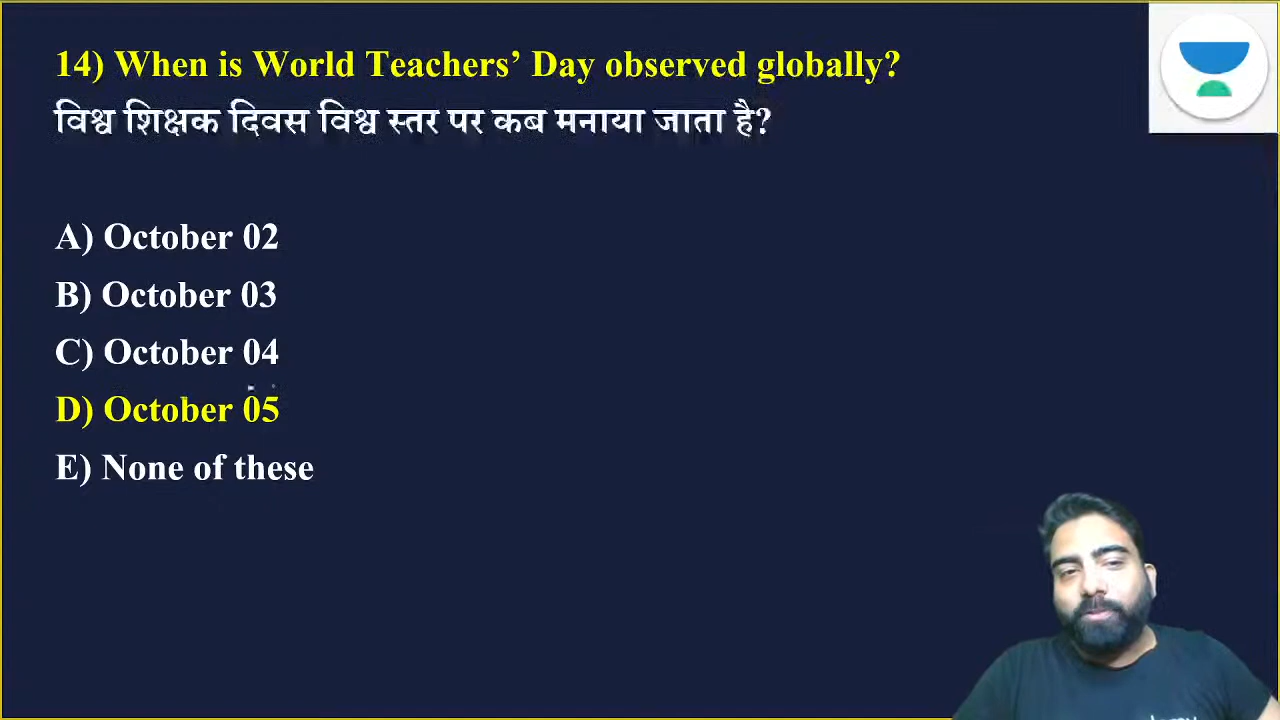 14) When is World Teachers’ Day observed globally?
विश्व शिक्षक दिवस विश्व स्तर पर कब मनाया जाता है?
A) October 02
B) October 03
C) October 04
D) October 05
E) None of these